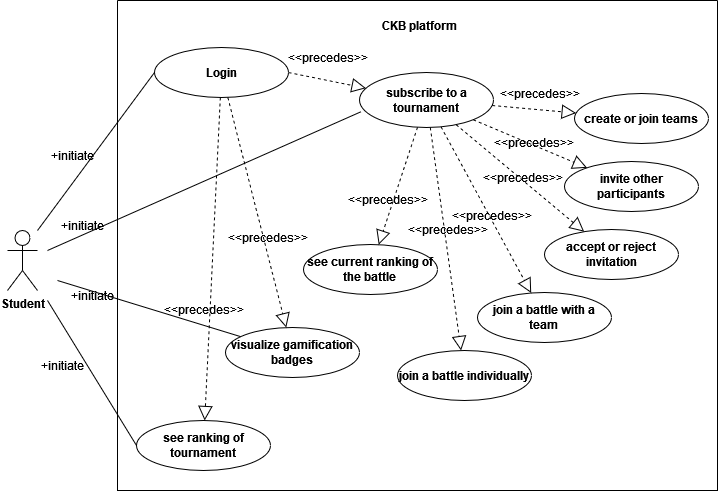 CKB platform
<<precedes>>
Login
subscribe to a
tournament
<<precedes>>
create or join teams
<<precedes>>
+initiate
invite other
participants
<<precedes>>
<<precedes>>
<<precedes>>
+initiate
<<precedes>>
<<precedes>>
accept or reject
invitation
see current ranking of
the battle
Student
+initiate
<<precedes>>
join a battle with a
team
visualize gamification
badges
+initiate
join a battle individually
see ranking of
tournament